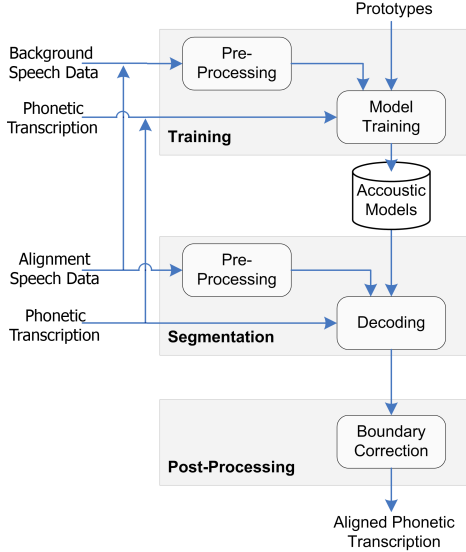 Prototypes
Background
Speech Data
Pre-
Processing
Phonetic
Transcription
Model
Training
Training
Accoustic
Models
Alignment
Speech Data
Pre-
Processing
Phonetic
Transcription
Decoding
Segmentation
Boundary
Correction
Post-Processing
Aligned Phonetic
Transcription